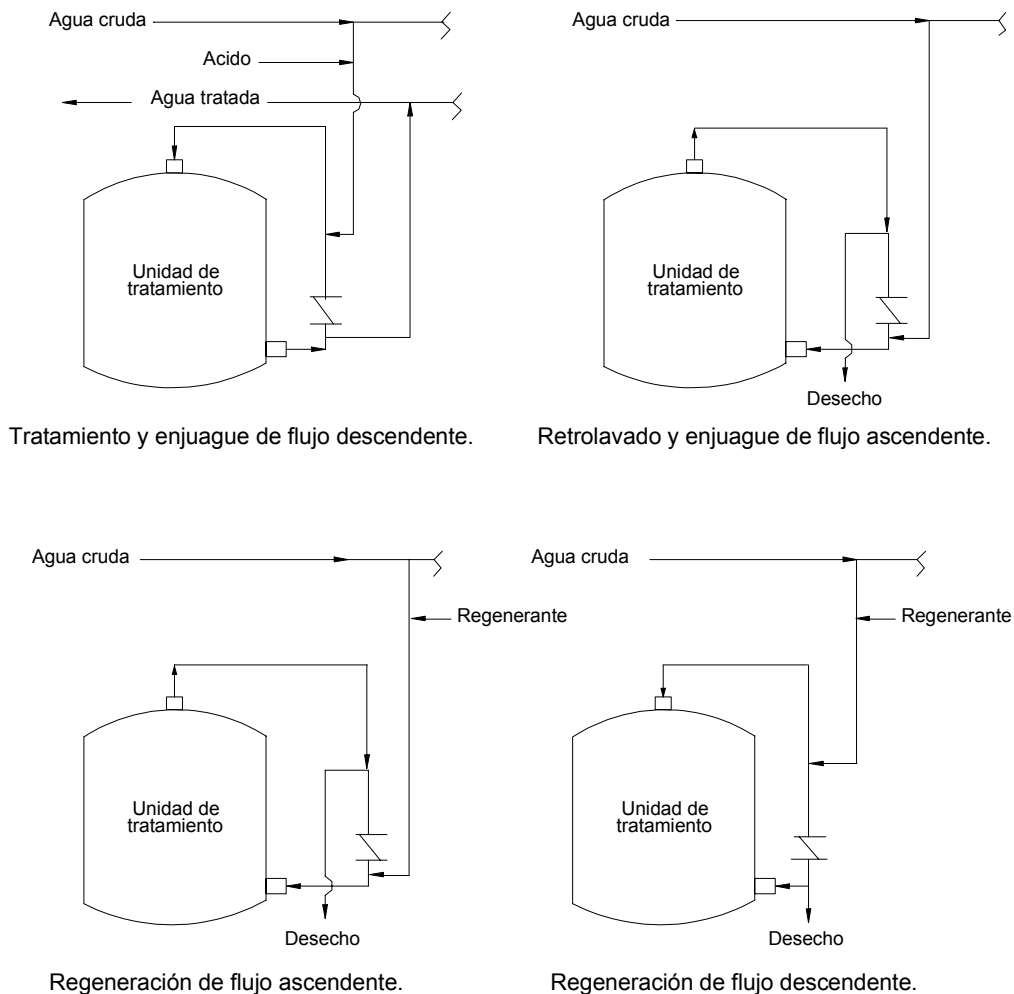 Agua cruda
Acido
Agua tratada
Unidad de
tratamiento
Tratamiento y enjuague de flujo descendente.
Agua cruda
Unidad de
tratamiento
Desecho
Retrolavado y enjuague de flujo ascendente.
Agua cruda
Regenerante
Unidad de
tratamiento
Desecho
Regeneración de flujo ascendente.
Agua cruda
Regenerante
Unidad de
tratamiento
Desecho
Regeneración de flujo descendente.